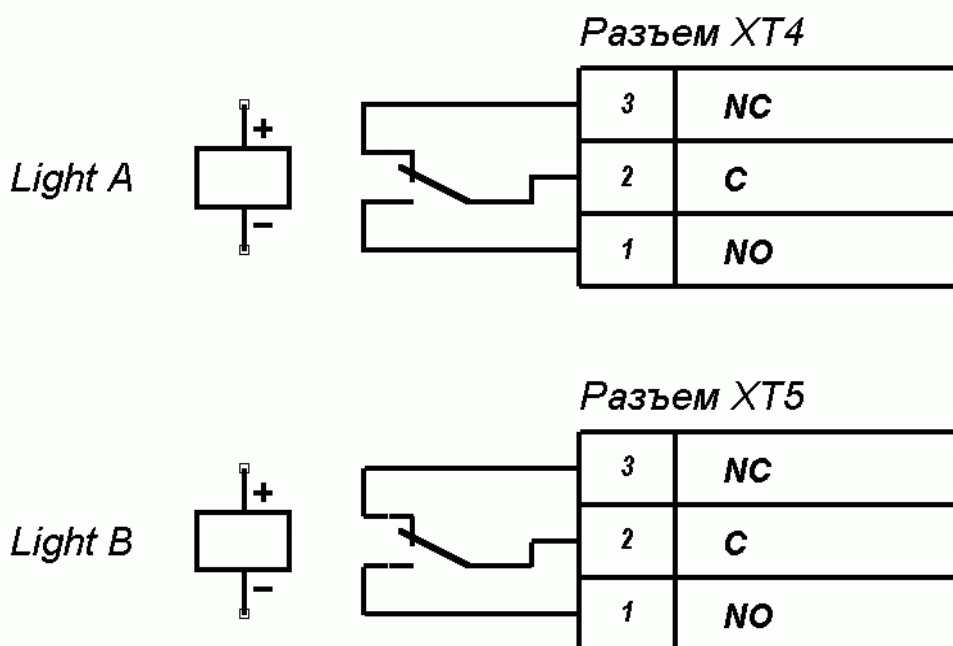 Разъем XT4
3 NC
+
Light A
2 C
−
1 NO
Разъем XT5
3 NC
+
Light B
2 C
−
1 NO